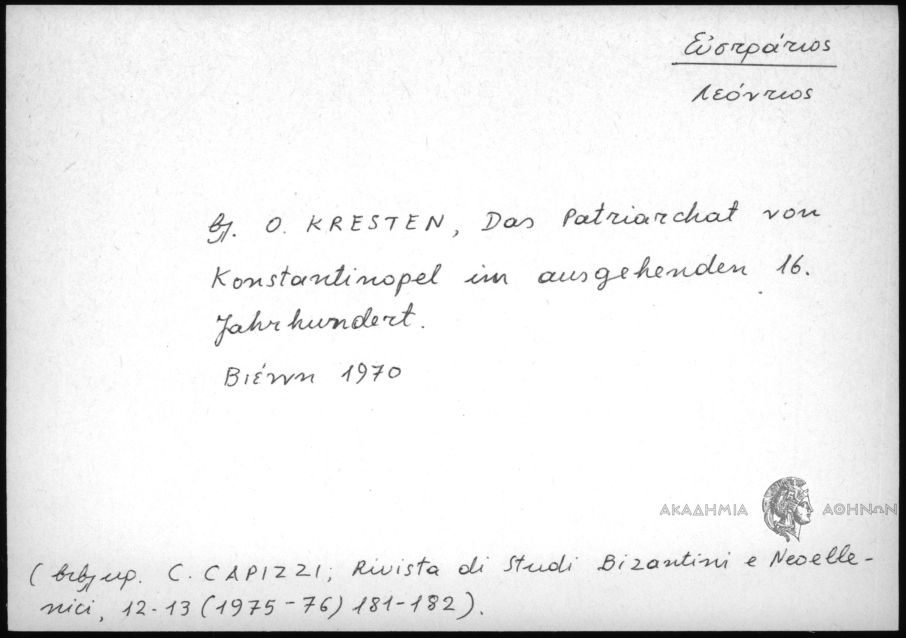 Εὐστράτιος
Λεόντιος
βλ. O. KRESTEN, Das Patriarchat von
Konstantinopel im ausgehenden 16.
Jahrhundert.
Βιέννη 1970
ΑΚΑΔΗΜΙΑ ΑΘΗΝΩΝ
(βιβλιοκρ. C. CAPIZZI; Rivista di Studi Bizantini e Neoelle-
nici, 12-13 (1975-76) 181-182).